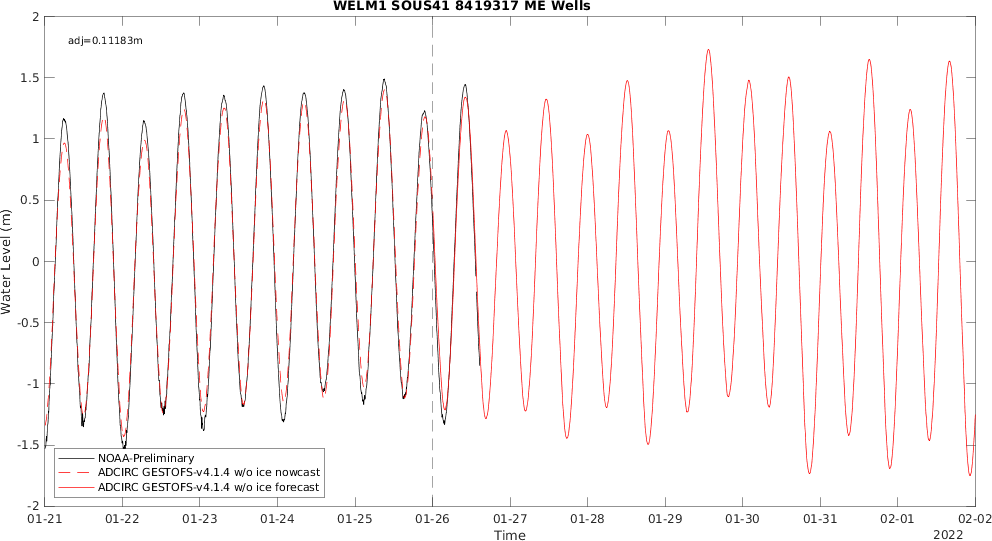 WELM1 SOUS41 8419317 ME Wells
adj=0.11183m
Water Level (m)
2
1.5
1
0.5
0
-0.5
-1
-1.5
-2
NOAA-Preliminary
ADCIRC GESTOFS-v4.1.4 w/o ice nowcast
ADCIRC GESTOFS-v4.1.4 w/o ice forecast
01-21 01-22 01-23 01-24 01-25 01-26 01-27 01-28 01-29 01-30 01-31 02-01 02-02
Time
2022